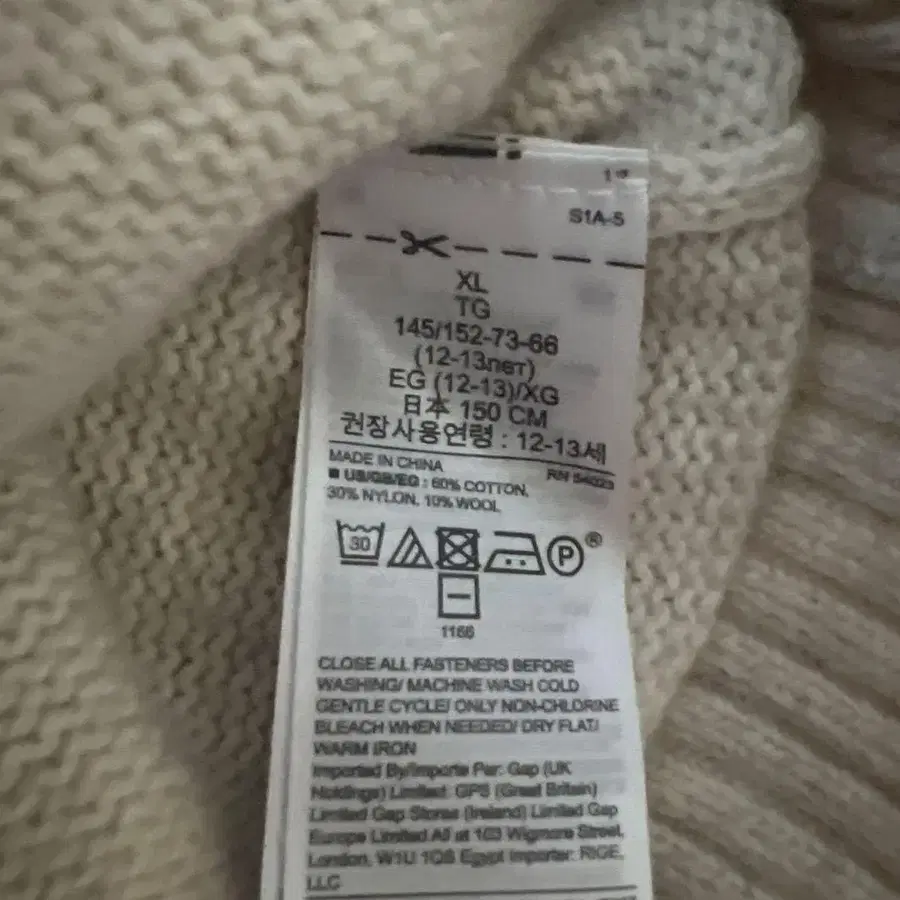 S1A-5
XL
TG
145/152-73-66
(12-13лет)
EG (12-13)/XG
日本 150 CM
권장사용연령 : 12-13세
MADE IN CHINA
RN 54023
■ US/GB/EG : 60% COTTON,
30% NYLON, 10% WOOL
30
P ®
1166
CLOSE ALL FASTENERS BEFORE
WASHING/ MACHINE WASH COLD
GENTLE CYCLE/ ONLY NON-CHLORINE
BLEACH WHEN NEEDED/ DRY FLAT/
WARM IRON
Imported By/Importe Par: Gap (UK
Holdings) Limited: GPS (Great Britain)
Limited Gap Stores (Ireland) Limited Gap
Europe Limited All at 103 Wigmore Street,
London, W1U 1QS Egypt Importer: RIGE,
LLC